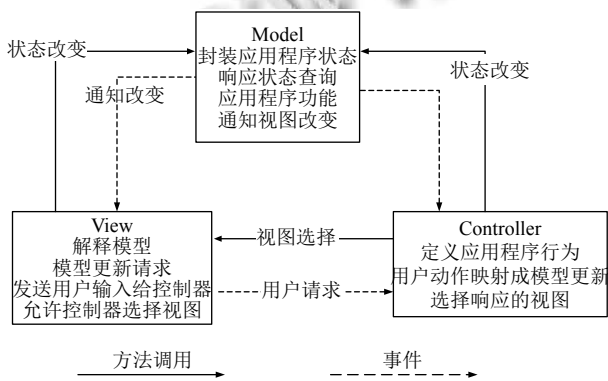 Model
封装应用程序状态
响应状态查询
应用程序功能
通知视图改变
状态改变
状态改变
通知改变
View
解释模型
模型更新请求
发送用户输入给控制器
允许控制器选择视图
视图选择
用户请求
Controller
定义应用程序行为
用户动作映射成模型更新
选择响应的视图
方法调用
事件